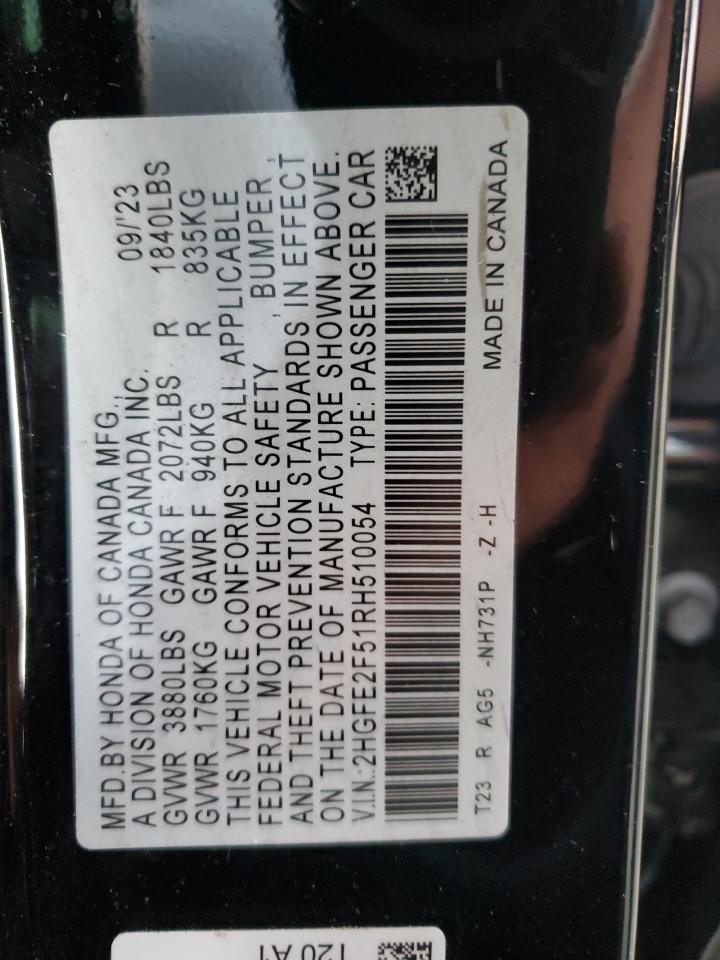 MFD.BY HONDA OF CANADA MFG., 09/'23
A DIVISION OF HONDA CANADA INC.
GVWR 3880LBS GAWR F 2072LBS R 1840LBS
GVWR 1760KG GAWR F 940KG R 835KG
THIS VEHICLE CONFORMS TO ALL APPLICABLE
FEDERAL MOTOR VEHICLE SAFETY , BUMPER ,
AND THEFT PREVENTION STANDARDS IN EFFECT
ON THE DATE OF MANUFACTURE SHOWN ABOVE.
V.I.N.:2HGFE2F51RH510054 TYPE: PASSENGER CAR
T23 R AG5 -NH731P -Z -H MADE IN CANADA
120 A1